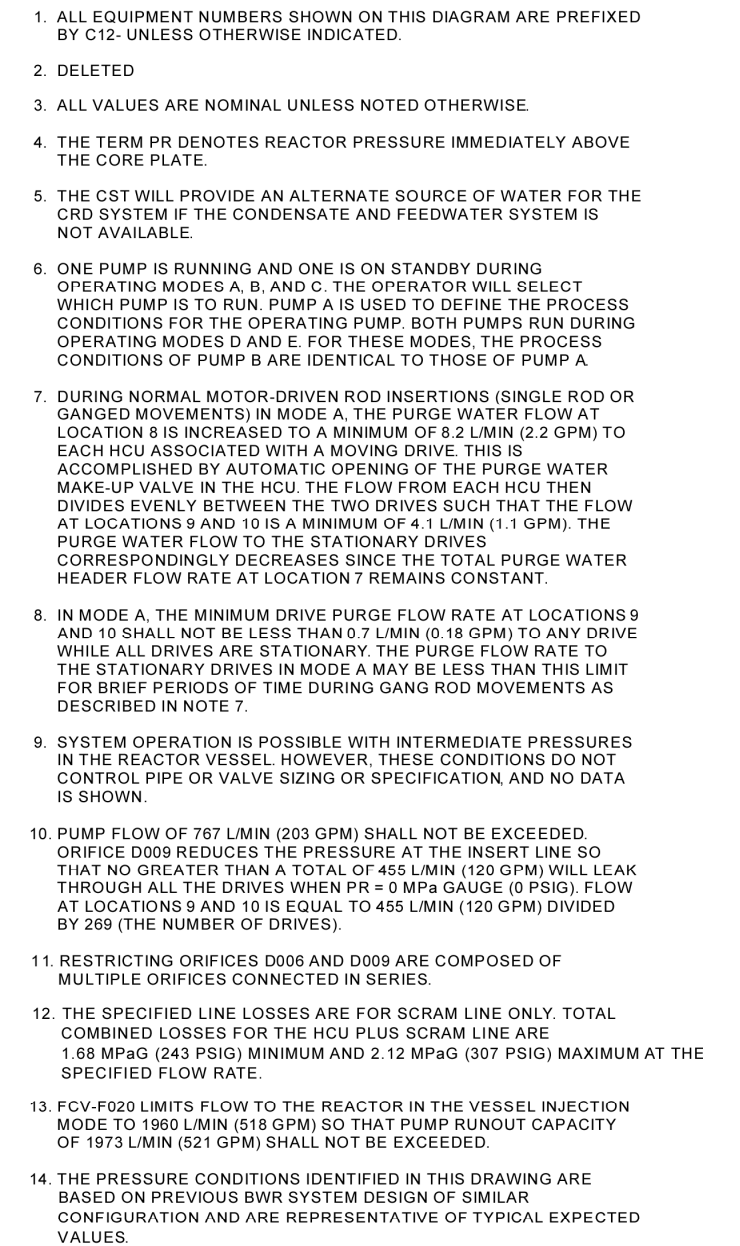 1. ALL EQUIPMENT NUMBERS SHOWN ON THIS DIAGRAM ARE PREFIXED
BY C12- UNLESS OTHERWISE INDICATED.
2. DELETED
3. ALL VALUES ARE NOMINAL UNLESS NOTED OTHERWISE.
4. THE TERM PR DENOTES REACTOR PRESSURE IMMEDIATELY ABOVE
THE CORE PLATE.
5. THE CST WILL PROVIDE AN ALTERNATE SOURCE OF WATER FOR THE
CRD SYSTEM IF THE CONDENSATE AND FEEDWATER SYSTEM IS
NOT AVAILABLE.
6. ONE PUMP IS RUNNING AND ONE IS ON STANDBY DURING
OPERATING MODES A, B, AND C. THE OPERATOR WILL SELECT
WHICH PUMP IS TO RUN. PUMP A IS USED TO DEFINE THE PROCESS
CONDITIONS FOR THE OPERATING PUMP. BOTH PUMPS RUN DURING
OPERATING MODES D AND E. FOR THESE MODES, THE PROCESS
CONDITIONS OF PUMP B ARE IDENTICAL TO THOSE OF PUMP A.
7. DURING NORMAL MOTOR-DRIVEN ROD INSERTIONS (SINGLE ROD OR
GANGED MOVEMENTS) IN MODE A, THE PURGE WATER FLOW AT
LOCATION 8 IS INCREASED TO A MINIMUM OF 8.2 L/MIN (2.2 GPM) TO
EACH HCU ASSOCIATED WITH A MOVING DRIVE. THIS IS
ACCOMPLISHED BY AUTOMATIC OPENING OF THE PURGE WATER
MAKE-UP VALVE IN THE HCU. THE FLOW FROM EACH HCU THEN
DIVIDES EVENLY BETWEEN THE TWO DRIVES SUCH THAT THE FLOW
AT LOCATIONS 9 AND 10 IS A MINIMUM OF 4.1 L/MIN (1.1 GPM). THE
PURGE WATER FLOW TO THE STATIONARY DRIVES
CORRESPONDINGLY DECREASES SINCE THE TOTAL PURGE WATER
HEADER FLOW RATE AT LOCATION 7 REMAINS CONSTANT.
8. IN MODE A, THE MINIMUM DRIVE PURGE FLOW RATE AT LOCATIONS 9
AND 10 SHALL NOT BE LESS THAN 0.7 L/MIN (0.18 GPM) TO ANY DRIVE
WHILE ALL DRIVES ARE STATIONARY. THE PURGE FLOW RATE TO
THE STATIONARY DRIVES IN MODE A MAY BE LESS THAN THIS LIMIT
FOR BRIEF PERIODS OF TIME DURING GANG ROD MOVEMENTS AS
DESCRIBED IN NOTE 7.
9. SYSTEM OPERATION IS POSSIBLE WITH INTERMEDIATE PRESSURES
IN THE REACTOR VESSEL. HOWEVER, THESE CONDITIONS DO NOT
CONTROL PIPE OR VALVE SIZING OR SPECIFICATION, AND NO DATA
IS SHOWN.
10. PUMP FLOW OF 767 L/MIN (203 GPM) SHALL NOT BE EXCEEDED.
ORIFICE D009 REDUCES THE PRESSURE AT THE INSERT LINE SO
THAT NO GREATER THAN A TOTAL OF 455 L/MIN (120 GPM) WILL LEAK
THROUGH ALL THE DRIVES WHEN PR = 0 MPa GAUGE (0 PSIG). FLOW
AT LOCATIONS 9 AND 10 IS EQUAL TO 455 L/MIN (120 GPM) DIVIDED
BY 269 (THE NUMBER OF DRIVES).
11. RESTRICTING ORIFICES D006 AND D009 ARE COMPOSED OF
MULTIPLE ORIFICES CONNECTED IN SERIES.
12. THE SPECIFIED LINE LOSSES ARE FOR SCRAM LINE ONLY. TOTAL
COMBINED LOSSES FOR THE HCU PLUS SCRAM LINE ARE
1.68 MPaG (243 PSIG) MINIMUM AND 2.12 MPaG (307 PSIG) MAXIMUM AT THE
SPECIFIED FLOW RATE.
13. FCV-F020 LIMITS FLOW TO THE REACTOR IN THE VESSEL INJECTION
MODE TO 1960 L/MIN (518 GPM) SO THAT PUMP RUNOUT CAPACITY
OF 1973 L/MIN (521 GPM) SHALL NOT BE EXCEEDED.
14. THE PRESSURE CONDITIONS IDENTIFIED IN THIS DRAWING ARE
BASED ON PREVIOUS BWR SYSTEM DESIGN OF SIMILAR
CONFIGURATION AND ARE REPRESENTATIVE OF TYPICAL EXPECTED
VALUES.